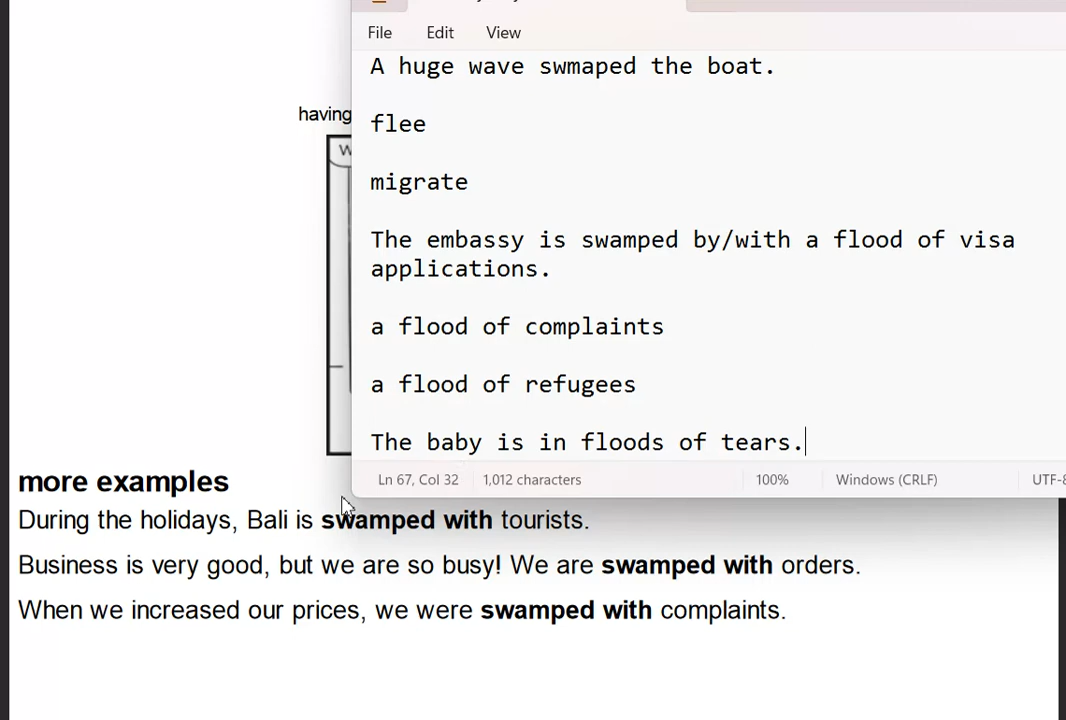 File Edit View
A huge wave swmaped the boat.
having
flee
W
migrate
The embassy is swamped by/with a flood of visa
applications.
a flood of complaints
a flood of refugees
The baby is in floods of tears.
Ln 67, Col 32 1,012 characters 100% Windows (CRLF) UTF-8
more examples
During the holidays, Bali is swamped with tourists.
Business is very good, but we are so busy! We are swamped with orders.
When we increased our prices, we were swamped with complaints.